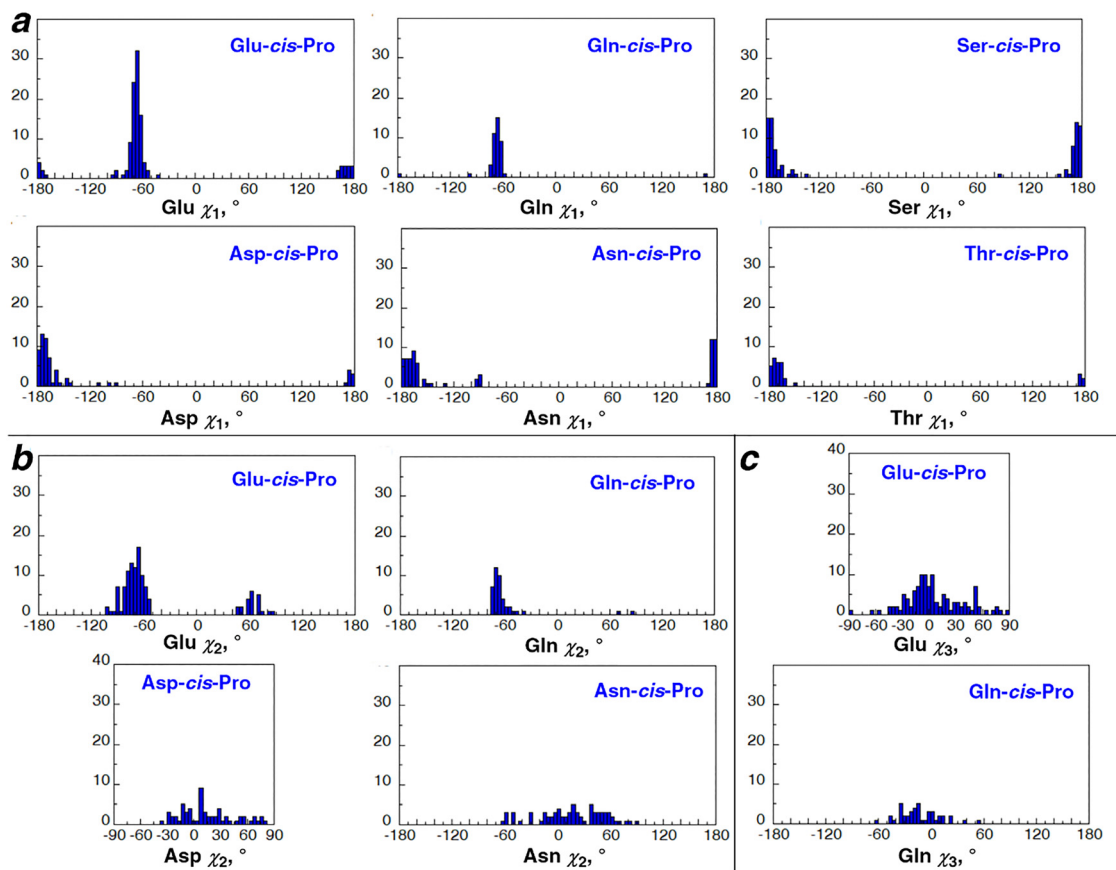 a
Glu-cis-Pro
30
20
10
0
-180 -120 -60 0 60 120 180
Glu χ1, °
Gln-cis-Pro
30
20
10
0
-180 -120 -60 0 60 120 180
Gln χ1, °
Ser-cis-Pro
30
20
10
0
-180 -120 -60 0 60 120 180
Ser χ1, °
Asp-cis-Pro
30
20
10
0
-180 -120 -60 0 60 120 180
Asp χ1, °
Asn-cis-Pro
30
20
10
0
-180 -120 -60 0 60 120 180
Asn χ1, °
Thr-cis-Pro
30
20
10
0
-180 -120 -60 0 60 120 180
Thr χ1, °
b
Glu-cis-Pro
30
20
10
0
-180 -120 -60 0 60 120 180
Glu χ2, °
Gln-cis-Pro
30
20
10
0
-180 -120 -60 0 60 120 180
Gln χ2, °
Asp-cis-Pro
40
30
20
10
0
-90 -60 -30 0 30 60 90
Asp χ2, °
Asn-cis-Pro
30
20
10
0
-180 -120 -60 0 60 120 180
Asn χ2, °
c
Glu-cis-Pro
40
30
20
10
0
-90 -60 -30 0 30 60 90
Glu χ3, °
Gln-cis-Pro
30
20
10
0
-180 -120 -60 0 60 120 180
Gln χ3, °